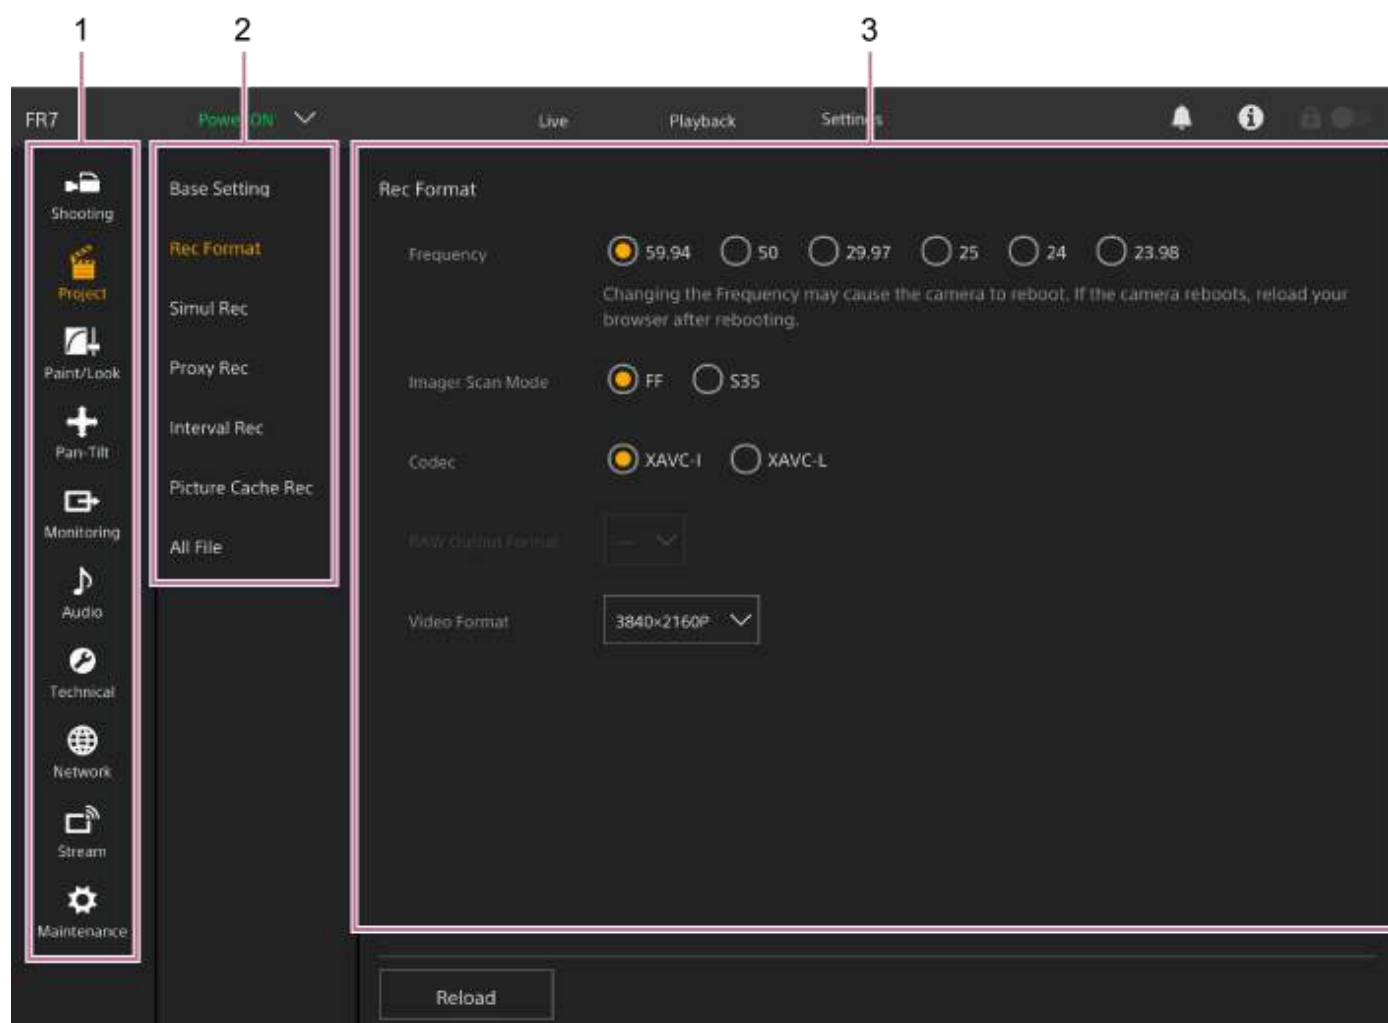 1 2 3
FR7 Power ON Live Playback Settings
Shooting
Project
Paint/Look
Pan-Tilt
Monitoring
Audio
Technical
Network
Stream
Maintenance
Base Setting
Rec Format
Simul Rec
Proxy Rec
Interval Rec
Picture Cache Rec
All File
Rec Format
Frequency 59.94 50 29.97 25 24 23.98
Changing the Frequency may cause the camera to reboot. If the camera reboots, reload your
browser after rebooting.
Imager Scan Mode FF S35
Codec XAVC-I XAVC-L
RAW Output Format ---
Video Format 3840×2160P
Reload